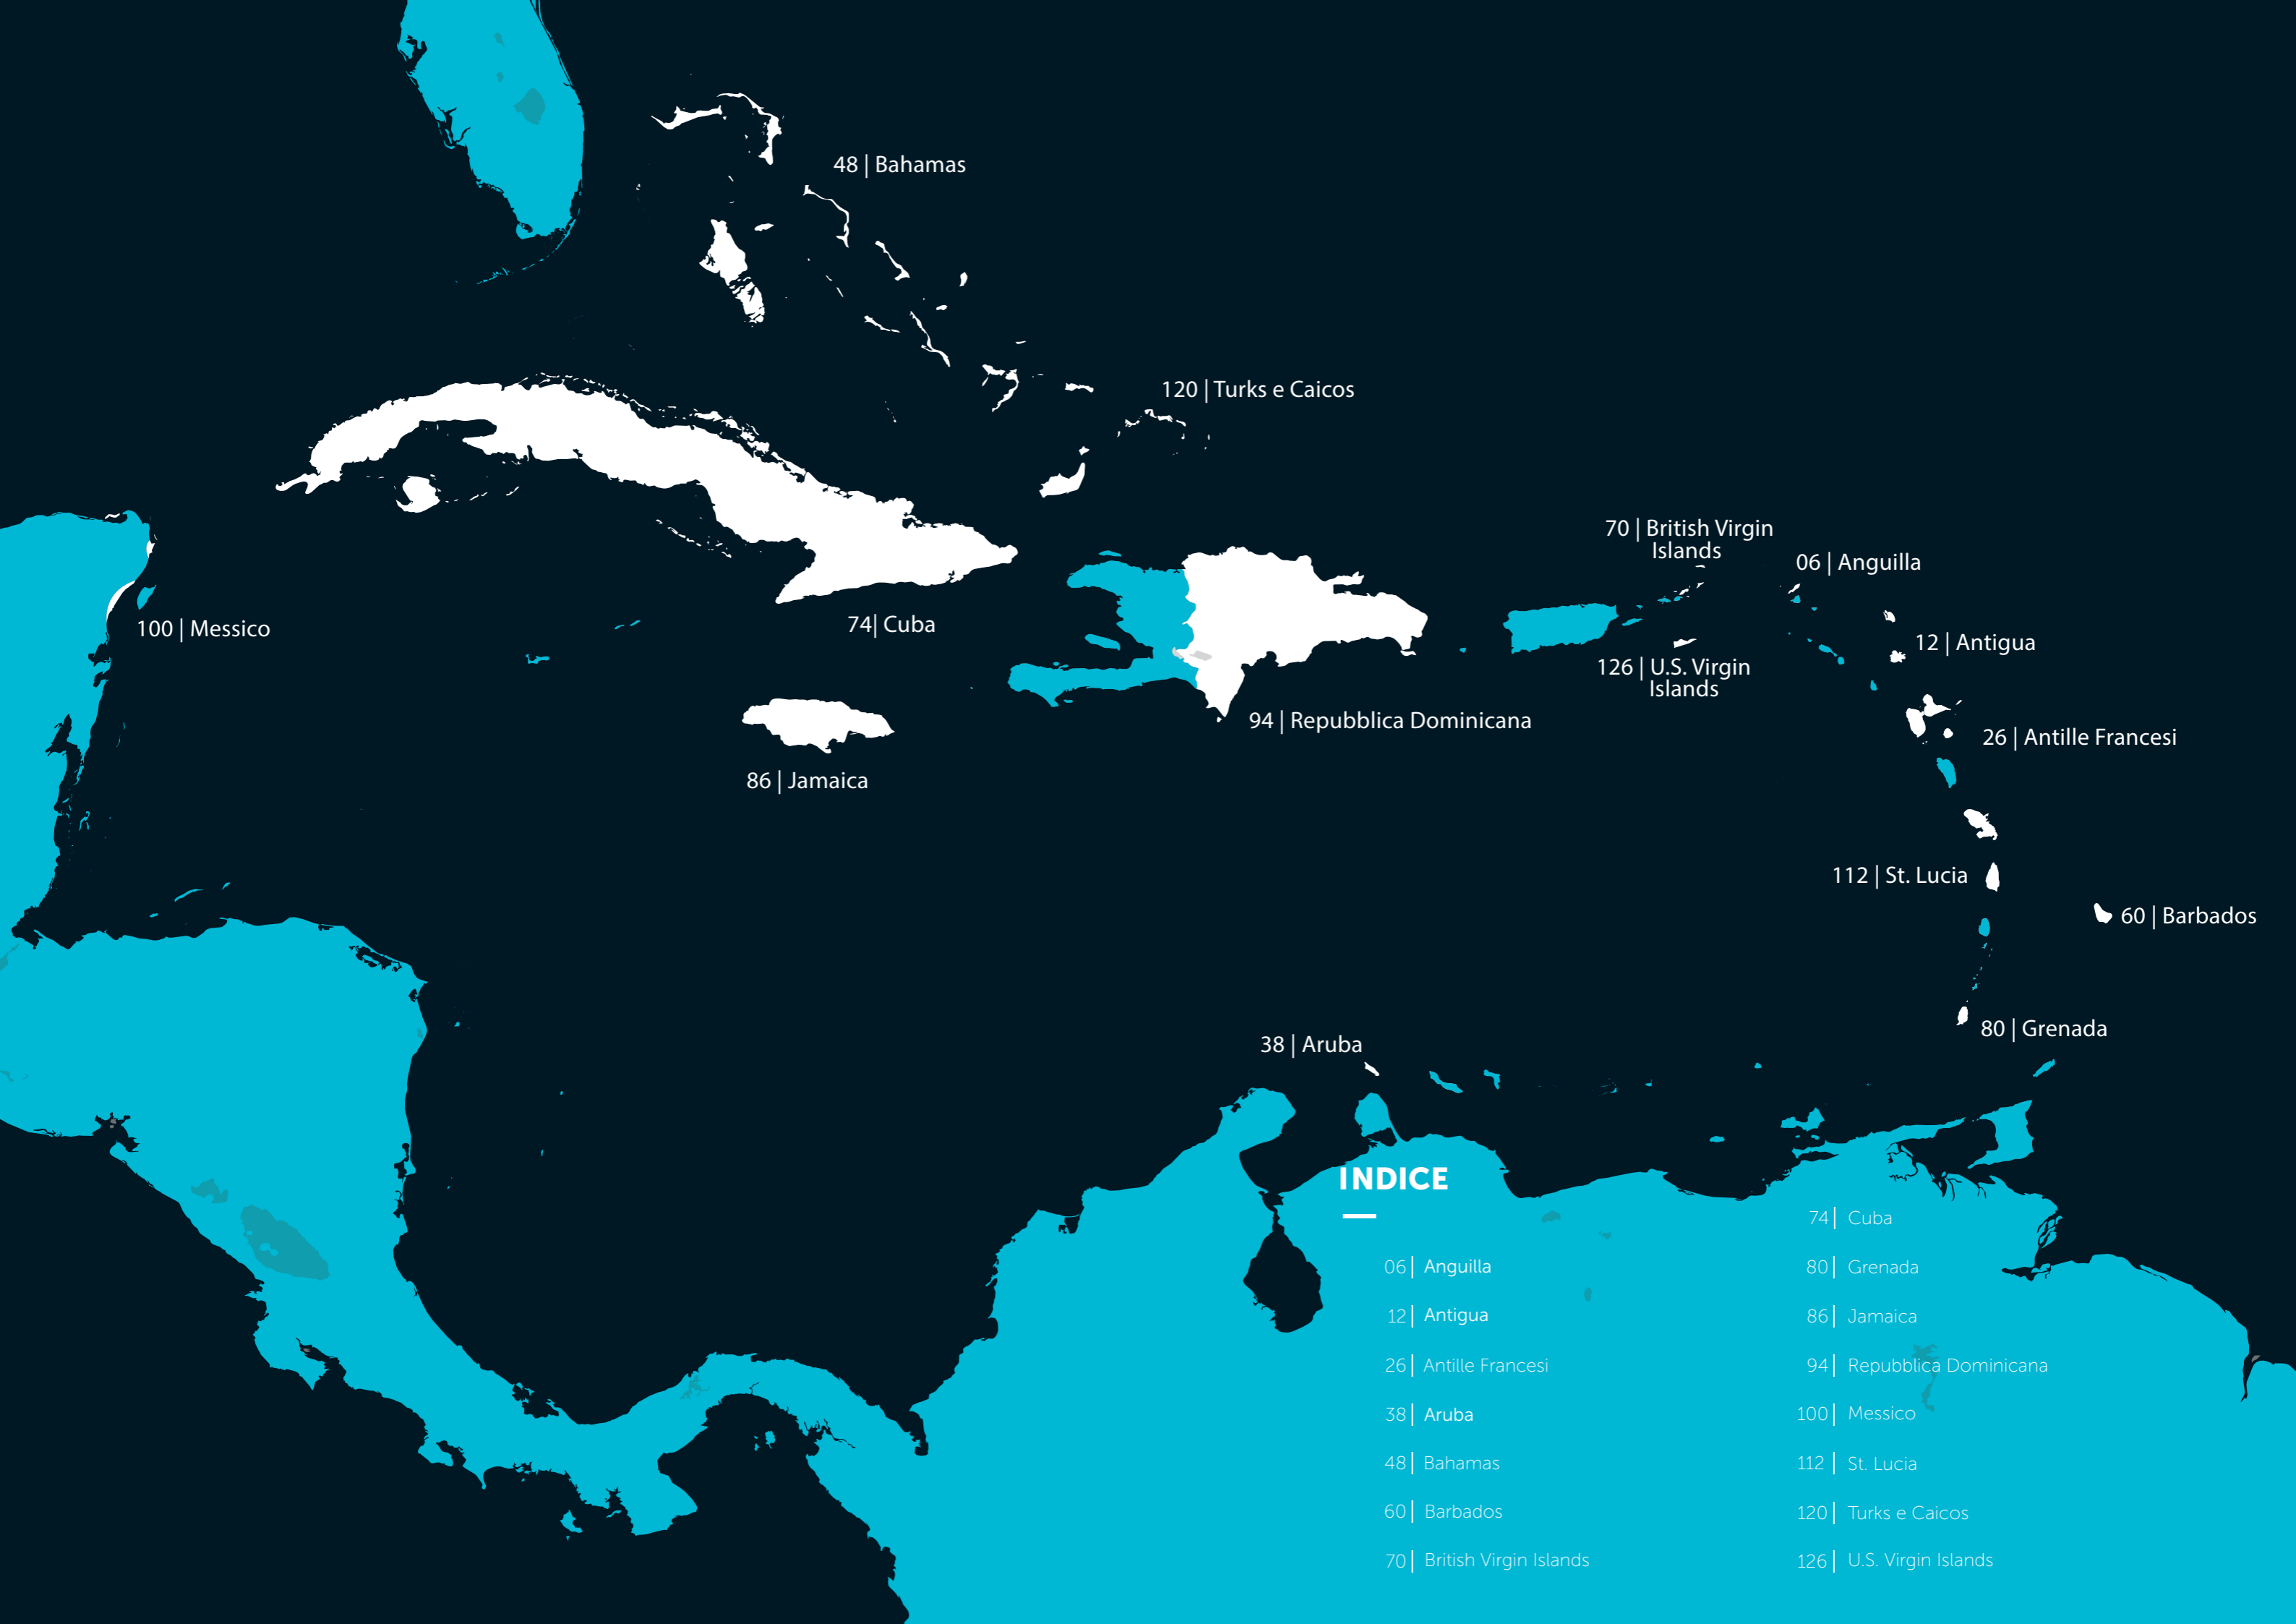 48 | Bahamas
120 | Turks e Caicos
70 | British Virgin
Islands
06 | Anguilla
100 | Messico
74| Cuba
12 | Antigua
126 | U.S. Virgin
Islands
94 | Repubblica Dominicana
26 | Antille Francesi
86 | Jamaica
112 | St. Lucia
60 | Barbados
80 | Grenada
38 | Aruba
INDICE
06| Anguilla
12| Antigua
26| Antille Francesi
38| Aruba
48| Bahamas
60| Barbados
70| British Virgin Islands
74| Cuba
80| Grenada
86| Jamaica
94| Repubblica Dominicana
100| Messico
112 | St. Lucia
120| Turks e Caicos
126| U.S. Virgin Islands